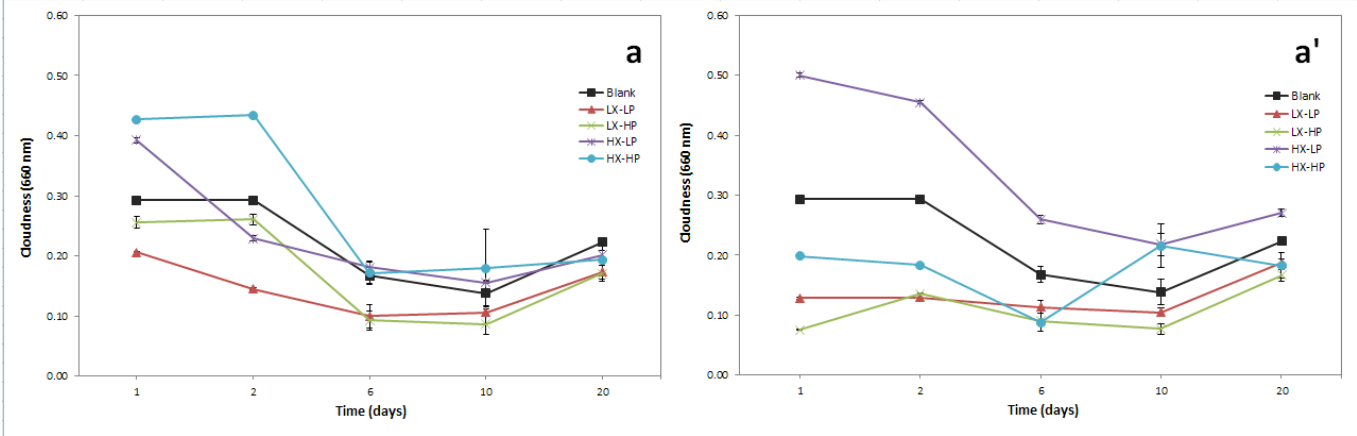 a
0.60
0.50
0.40
0.30
0.20
0.10
0.00
Cloudness (660 nm)
Blank
LX-LP
LX-HP
HX-LP
HX-HP
1 2 6 10 20
Time (days)
a'
0.60
0.50
0.40
0.30
0.20
0.10
0.00
Cloudness (660 nm)
Blank
LX-LP
LX-HP
HX-LP
HX-HP
1 2 6 10 20
Time (days)